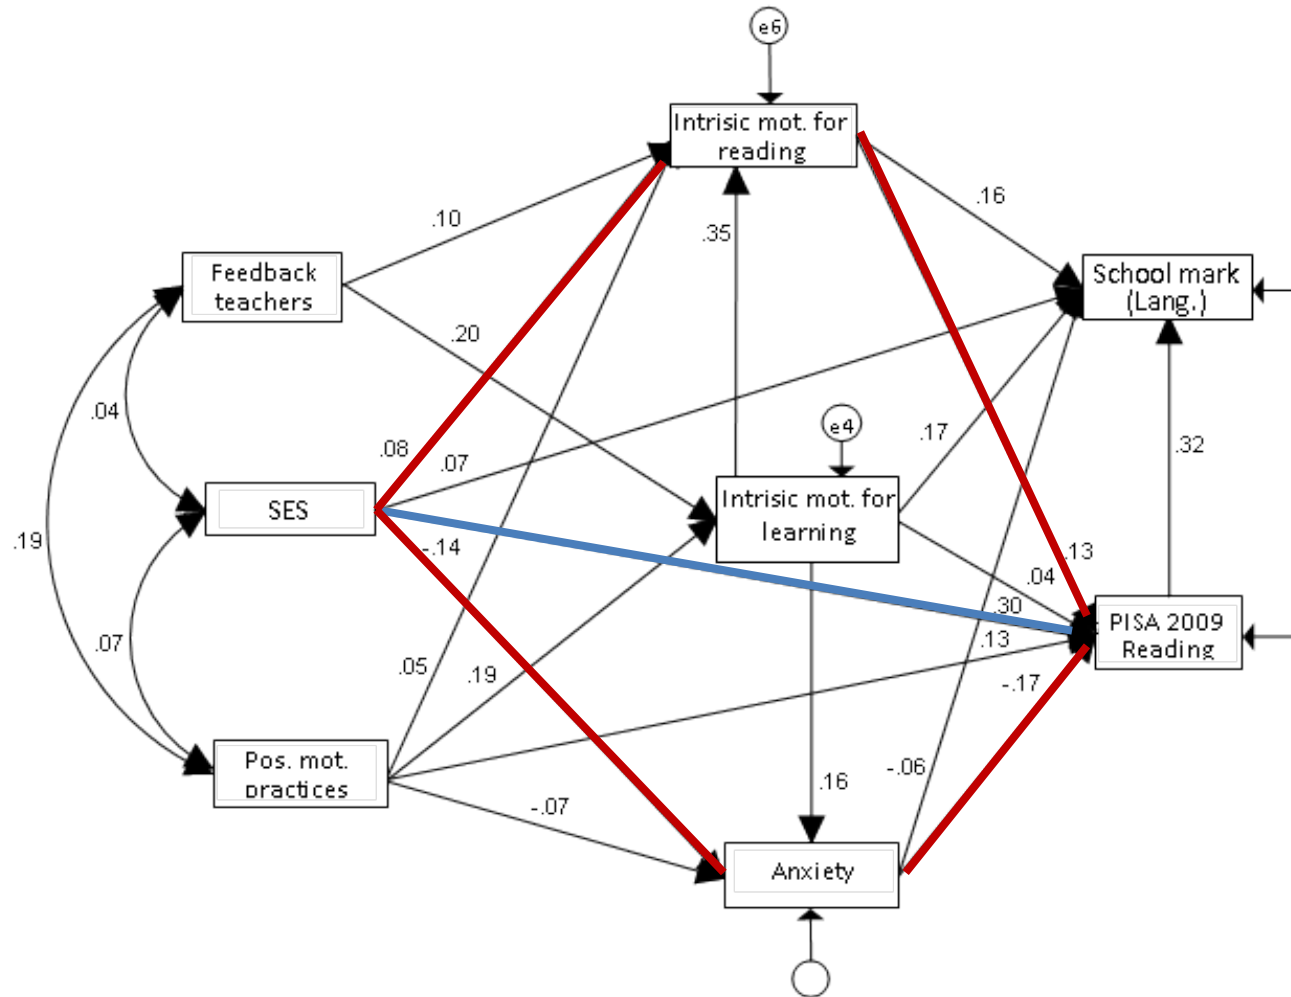 e6
Intrisic mot. for
reading
.10
.16
.35
Feedback
teachers
School mark
(Lang.)
.20
.04
e4
.08
.07
.17
.32
SES
Intrisic mot. for
learning
.19
-.14
.13
.04
.30
PISA 2009
Reading
.07
.05
.19
.13
-.17
Pos. mot.
practices
-.06
.16
-.07
Anxiety